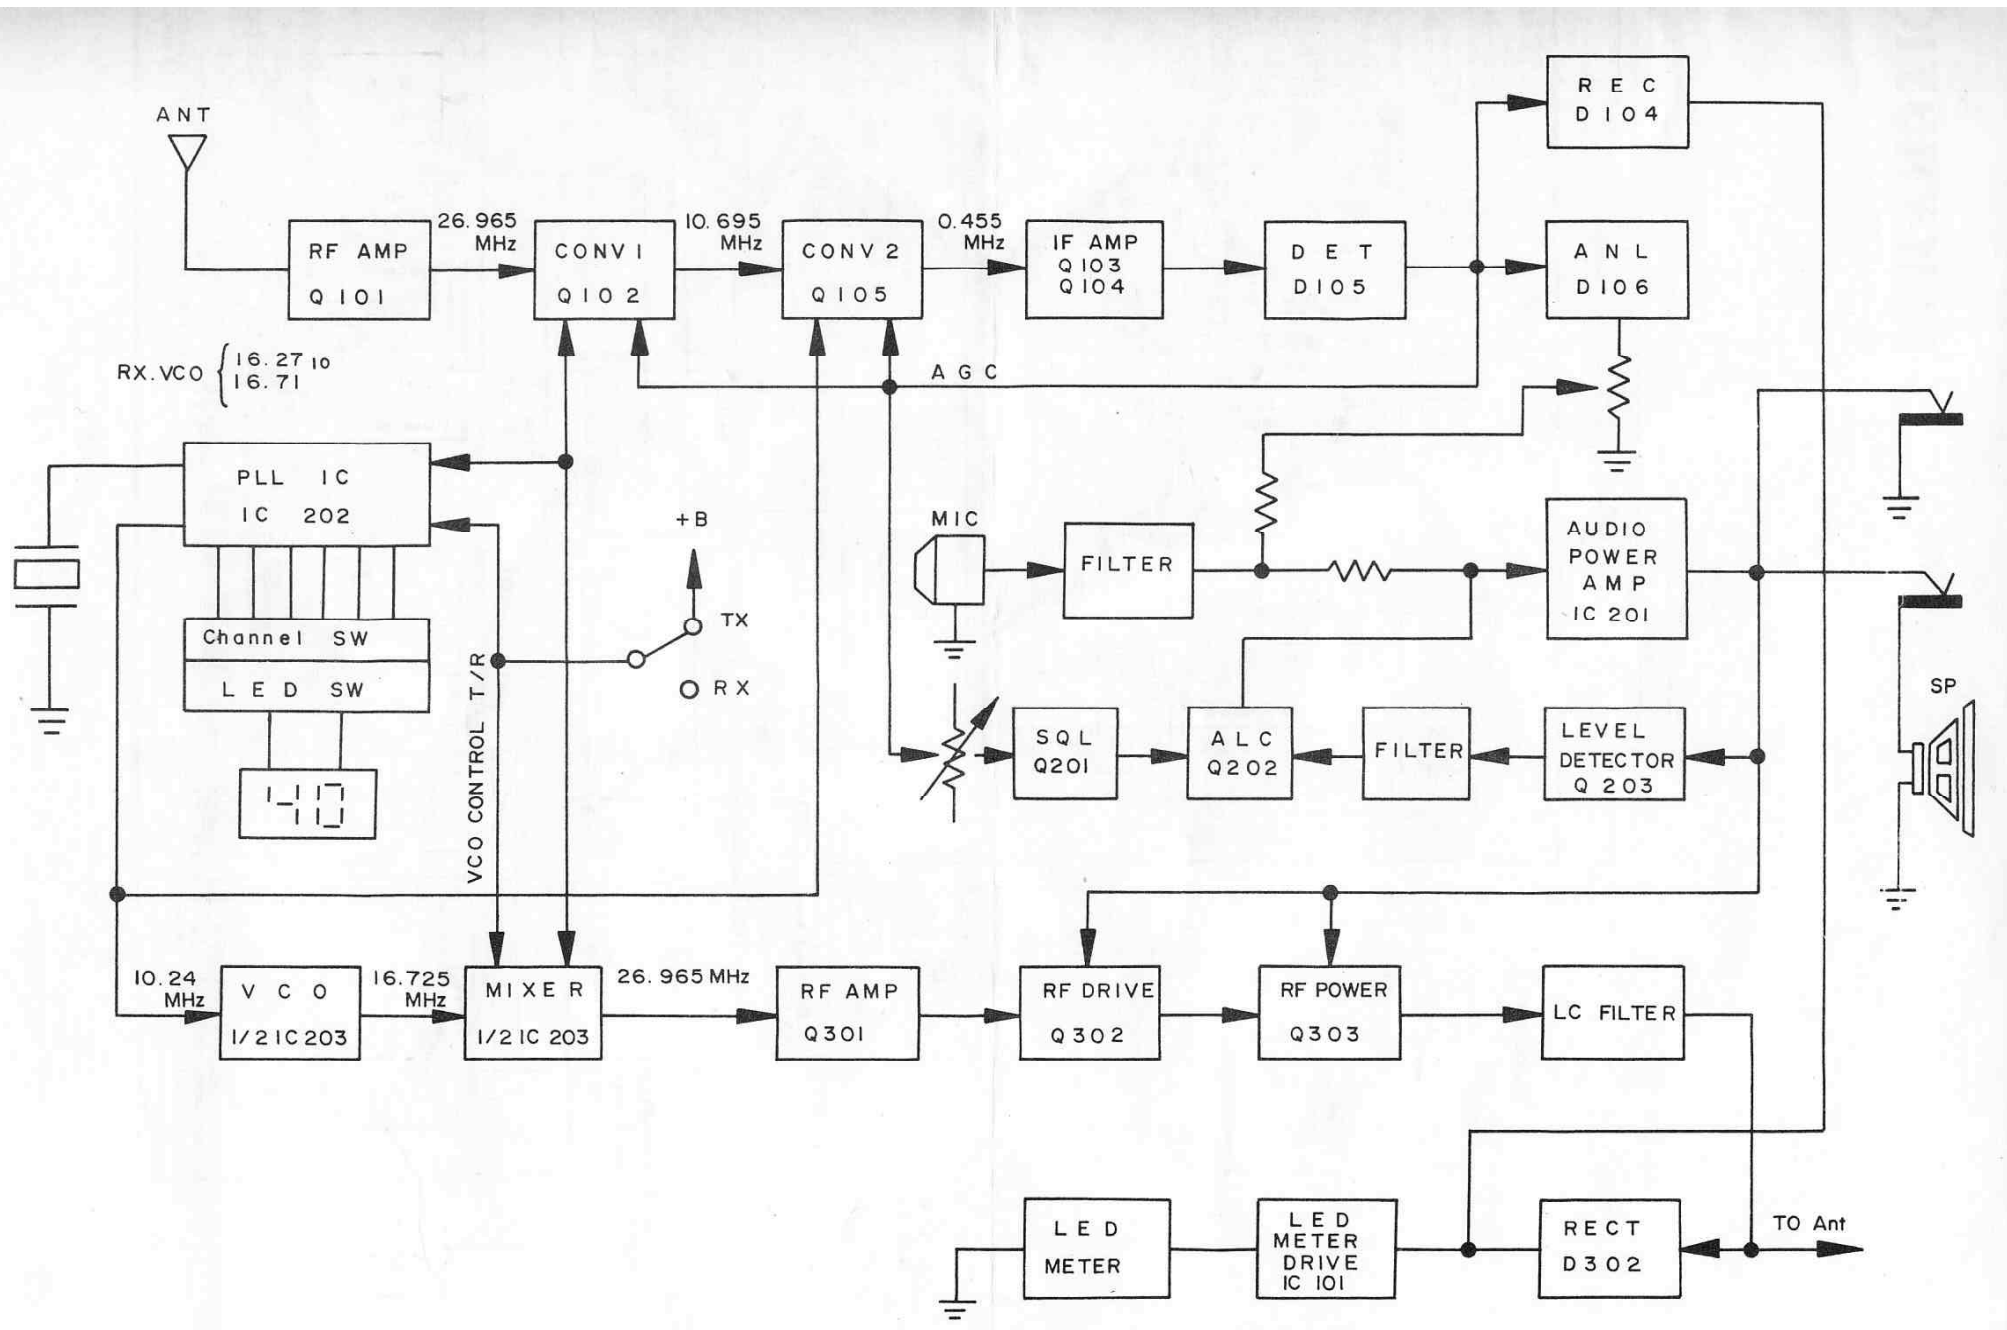 ANT
REC
D104
RF AMP
Q101
26.965
MHz
CONV1
Q102
10.695
MHz
CONV2
Q105
0.455
MHz
IF AMP
Q103
Q104
DET
D105
ANL
D106
RX.VCO
16.27 10
16.71
AGC
PLL IC
IC 202
+B
TX
RX
MIC
FILTER
AUDIO
POWER
AMP
IC 201
Channel SW
LED SW
40
VCO CONTROL T/R
SQL
Q201
ALC
Q202
FILTER
LEVEL
DETECTOR
Q 203
SP
10.24
MHz
VCO
1/2 IC 203
16.725
MHz
MIXER
1/2 IC 203
26.965 MHz
RF AMP
Q301
RF DRIVE
Q302
RF POWER
Q303
LC FILTER
LED
METER
LED
METER
DRIVE
IC 101
RECT
D302
TO Ant